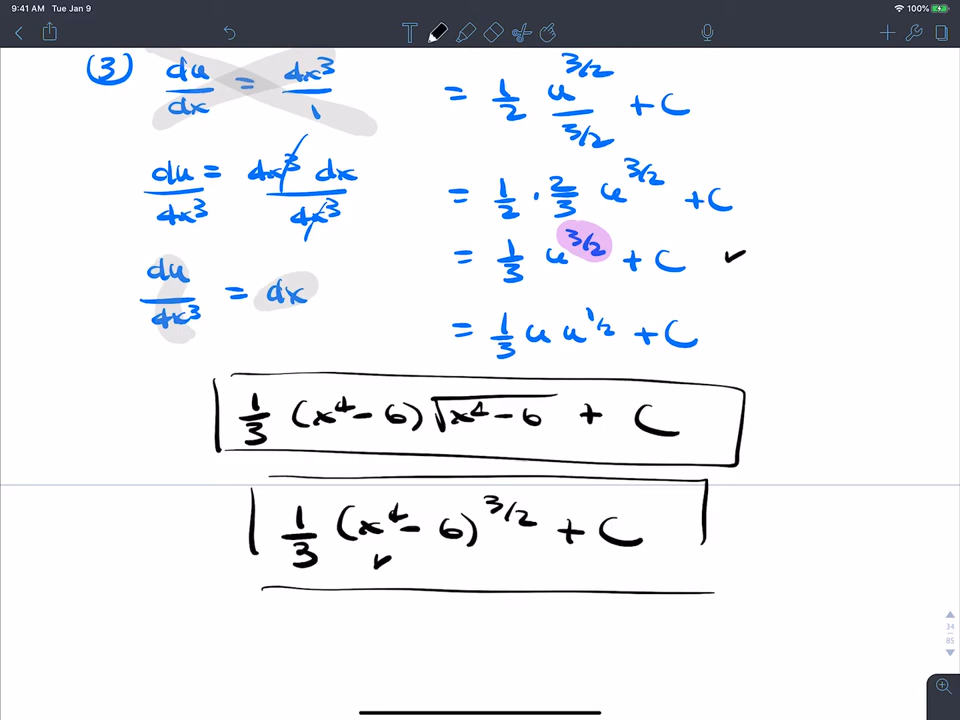 9:41 AM Tue Jan 9
100%
(3) du/dx = 4x³/1
du/4x³ = 4x³ dx/4x³
du/4x³ = dx
= 1/2 u^3/2 / 3/2 + C
= 1/2 · 2/3 u^3/2 + C
= 1/3 u^3/2 + C ✓
= 1/3 u u^1/2 + C
1/3 (x⁴ - 6) √x⁴ - 6 + C
1/3 (x⁴ - 6)^3/2 + C
✓
34
85